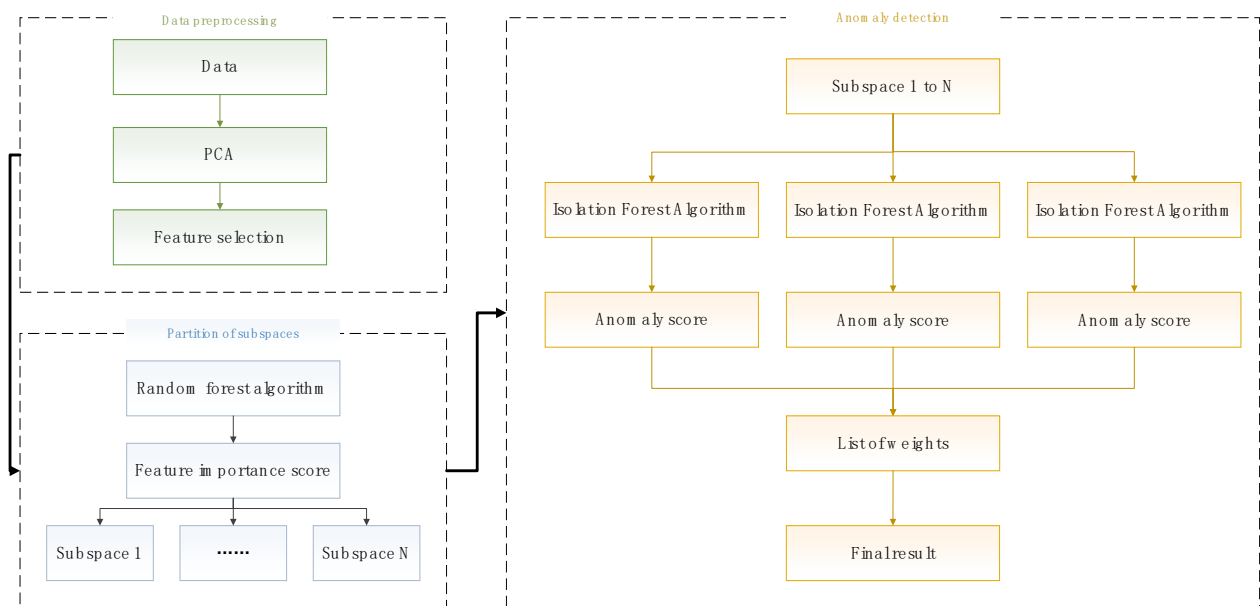 Data preprocessing
Data
PCA
Feature selection
Partition of subspaces
Random forest algorithm
Feature importance score
Subspace 1
......
Subspace N
Anomaly detection
Subspace 1 to N
Isolation Forest Algorithm
Isolation Forest Algorithm
Isolation Forest Algorithm
Anomaly score
Anomaly score
Anomaly score
List of weights
Final result